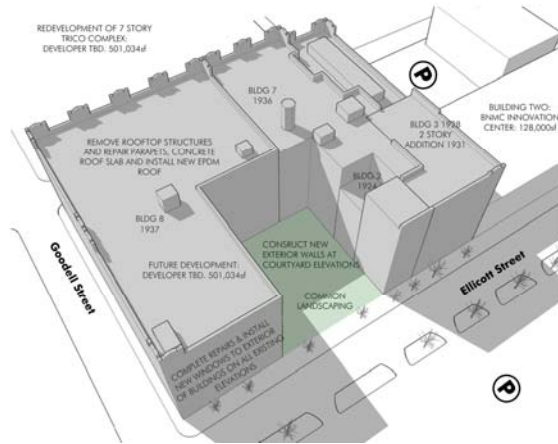 REDEVELOPMENT OF 7 STORY
TRICO COMPLEX:
DEVELOPER TBD. 501,034sf
P
BLDG 7
1936
BUILDING TWO:
BNMC INNOVATION
CENTER: 128,000sf
BLDG 3 1928
2 STORY
ADDITION 1931
REMOVE ROOFTOP STRUCTURES
AND REPAIR PARAPETS, CONCRETE
ROOF SLAB AND INSTALL NEW EPDM
ROOF
BLDG 2
1924
BLDG 8
1937
CONSTRUCT NEW
EXTERIOR WALLS AT
COURTYARD ELEVATIONS
FUTURE DEVELOPMENT:
DEVELOPER TBD. 501,034sf
Goodell Street
Ellicott Street
COMMON
LANDSCAPING
COMPLETE REPAIRS & INSTALL
NEW WINDOWS TO EXTERIOR
OF BUILDINGS ON ALL EXISTING
ELEVATIONS
P